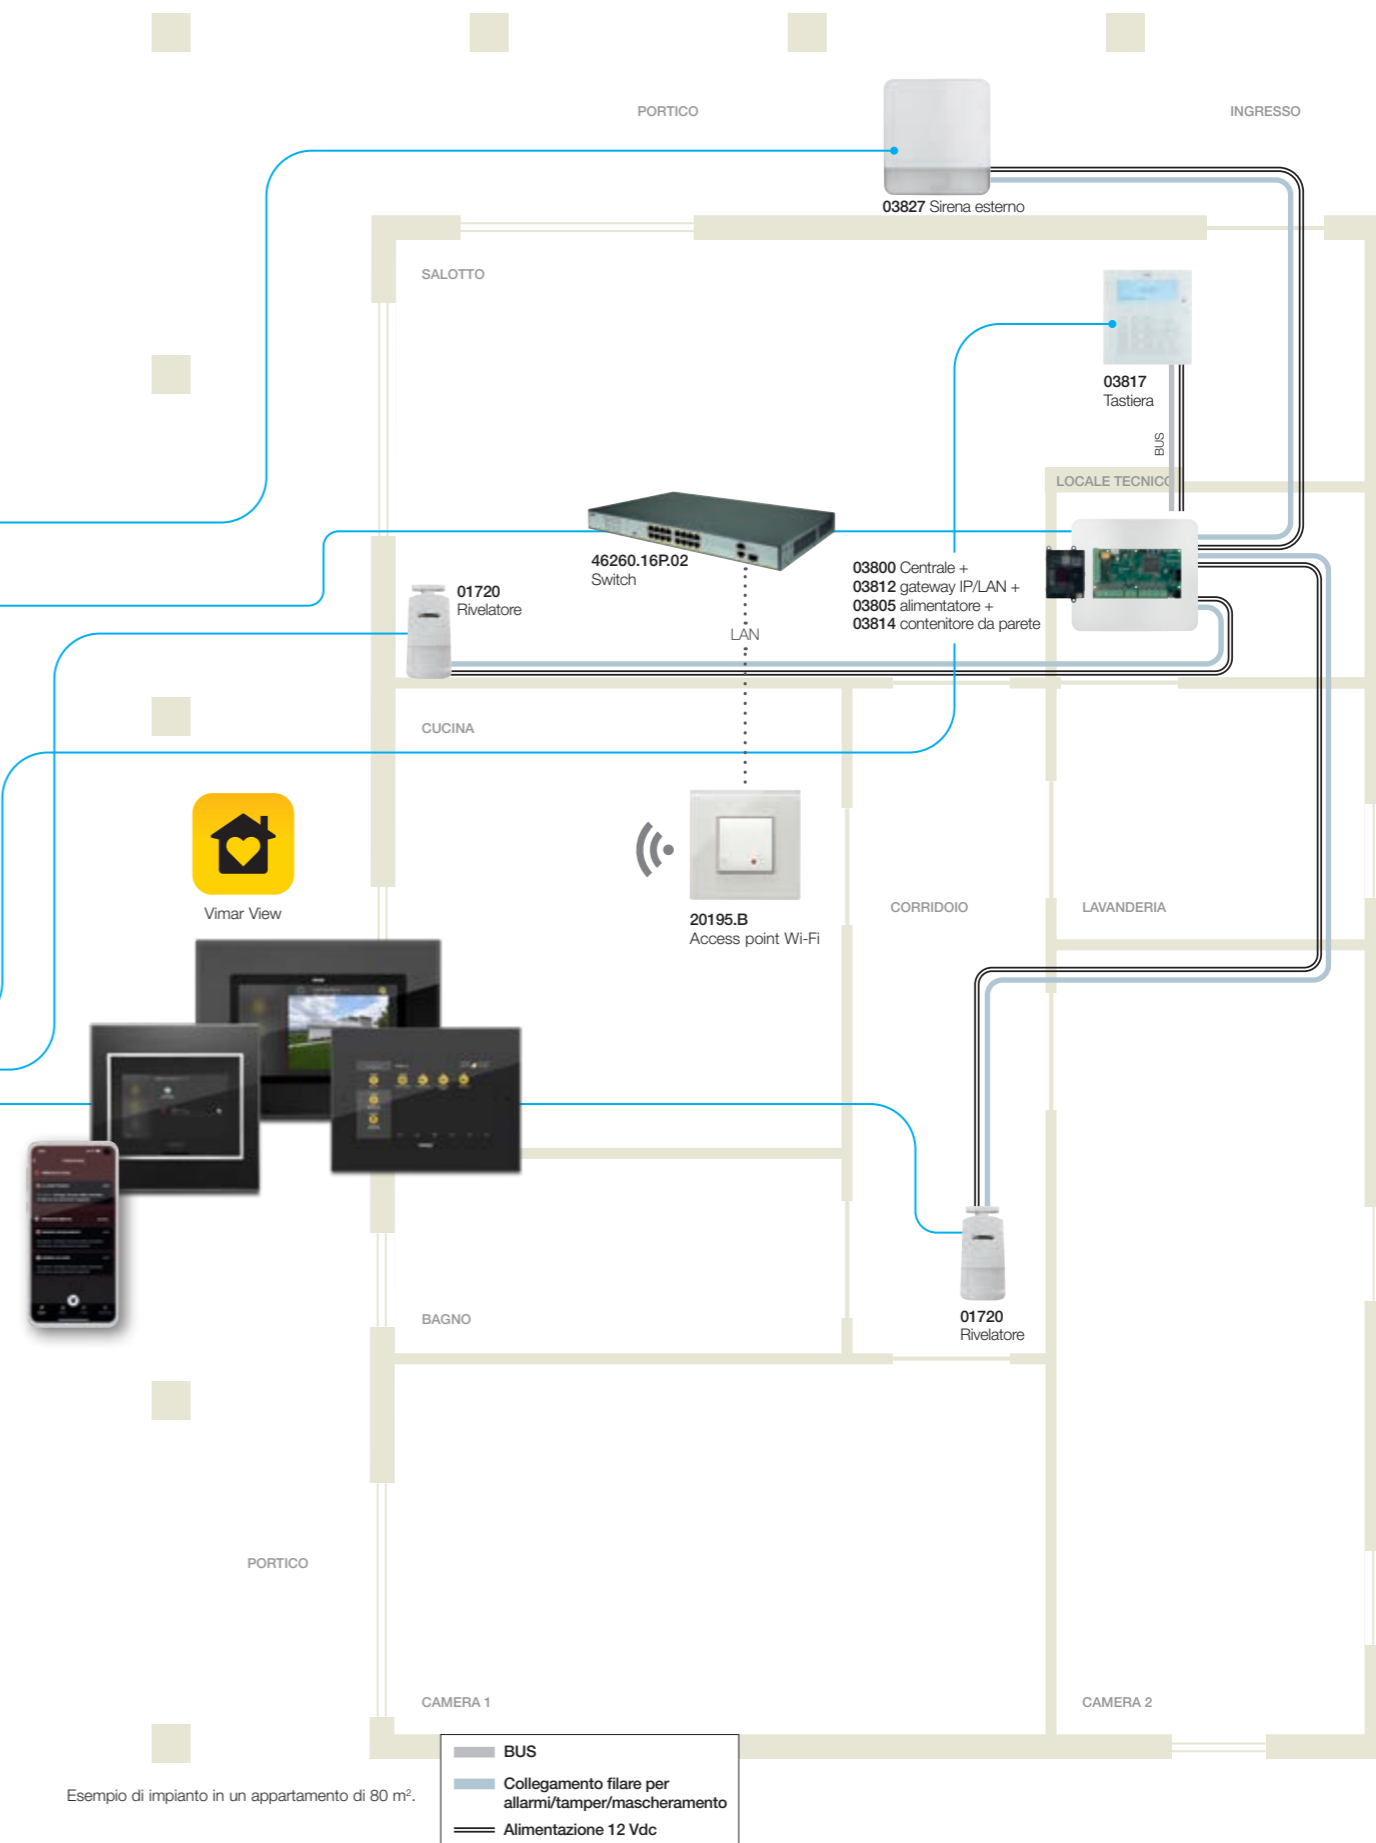 PORTICO
INGRESSO
03827 Sirena esterno
SALOTTO
03817
Tastiera
BUS
LOCALE TECNICO
46260.16P.02
Switch
03800 Centrale +
03812 gateway IP/LAN +
03805 alimentatore +
03814 contenitore da parete
01720
Rivelatore
LAN
CUCINA
Vimar View
20195.B
Access point Wi-Fi
CORRIDOIO
LAVANDERIA
01720
Rivelatore
BAGNO
PORTICO
CAMERA 1
CAMERA 2
BUS
Collegamento filare per
allarmi/tamper/mascheramento
Alimentazione 12 Vdc
Esempio di impianto in un appartamento di 80 m².